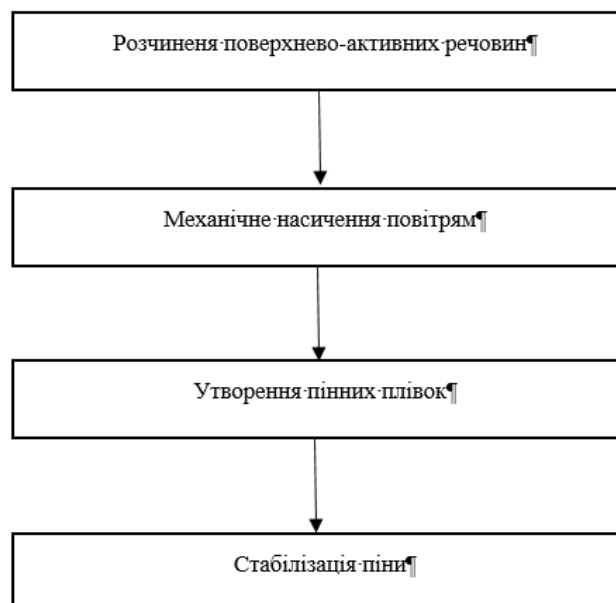 Розчиненя·поверхнево-активних·речовин¶
Механічне·насичення·повітрям¶
Утворення·пінних·плівок¶
Стабілізація·піни¶